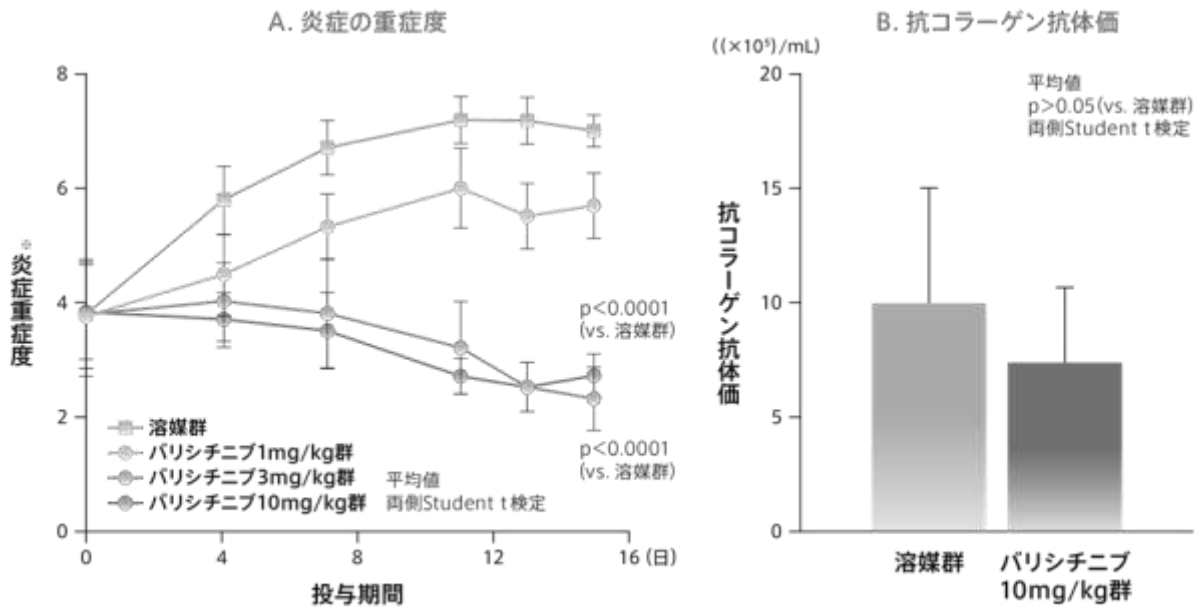 A. 炎症の重症度
8
6
4
2
0
※炎症重症度
p<0.0001
(vs. 溶媒群)
p<0.0001
(vs. 溶媒群)
溶媒群
バリシチニブ1mg/kg群
バリシチニブ3mg/kg群
バリシチニブ10mg/kg群
平均値
両側Student t検定
0 4 8 12 16 (日)
投与期間
B. 抗コラーゲン抗体価
((×10⁵)/mL)
20
15
10
5
0
抗コラーゲン抗体価
平均値
p>0.05(vs. 溶媒群)
両側Student t検定
溶媒群
バリシチニブ
10mg/kg群